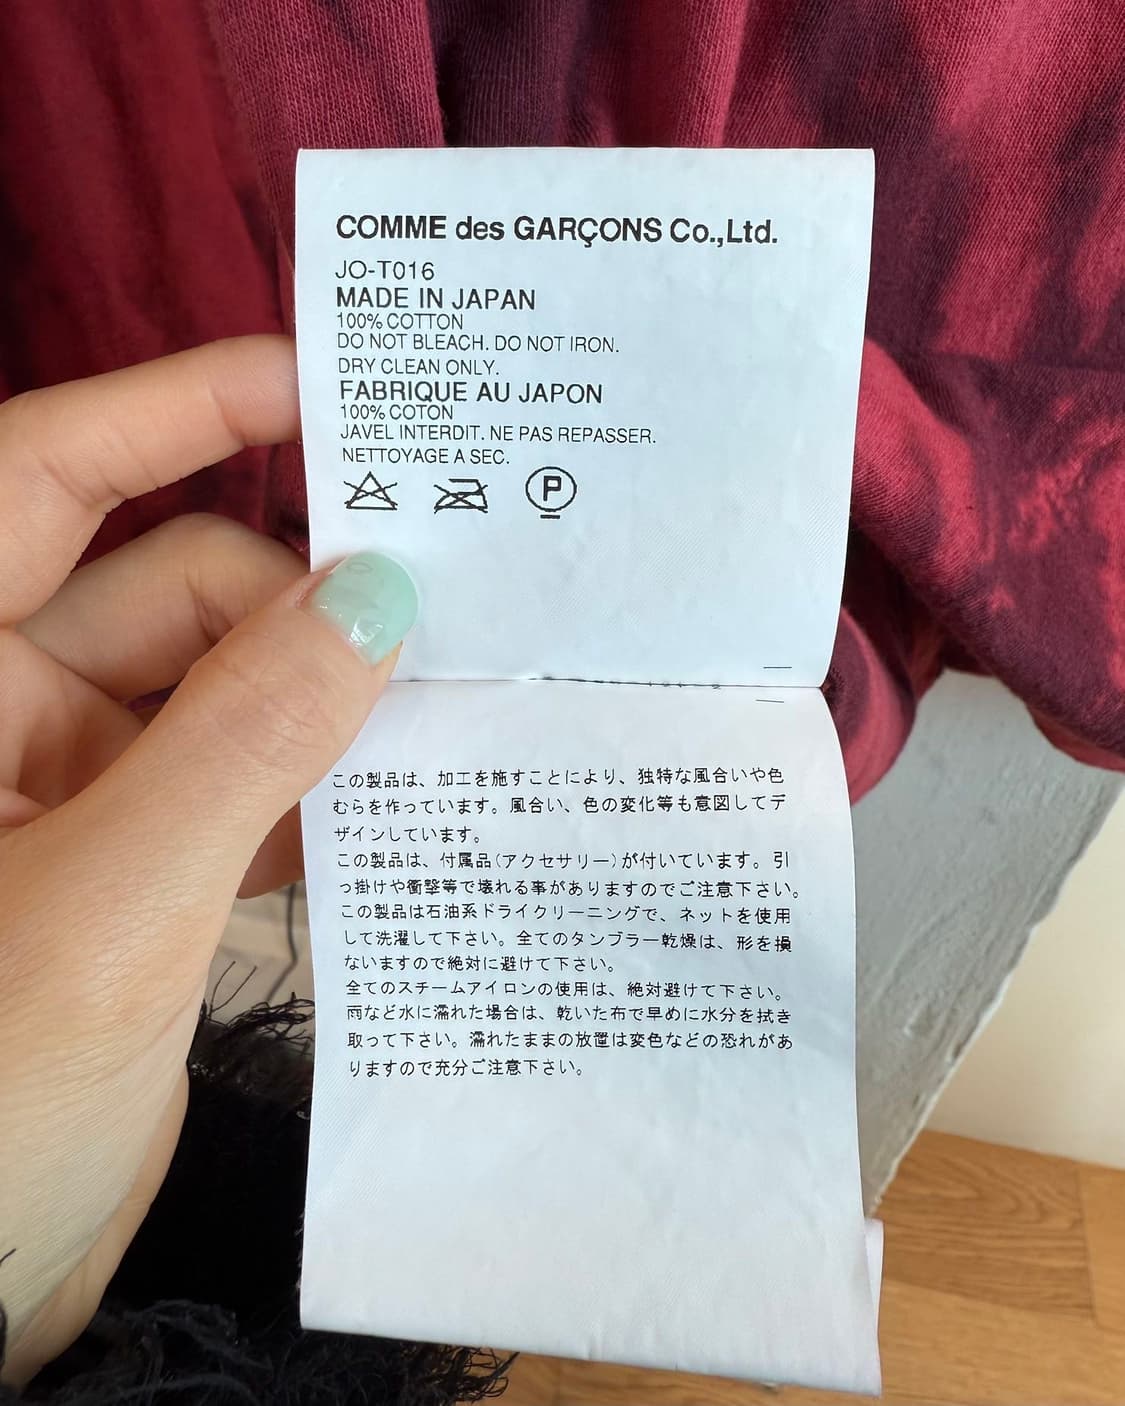 COMME des GARÇONS Co.,Ltd.
JO-T016
MADE IN JAPAN
100% COTTON
DO NOT BLEACH. DO NOT IRON.
DRY CLEAN ONLY.
FABRIQUE AU JAPON
100% COTON
JAVEL INTERDIT. NE PAS REPASSER.
NETTOYAGE A SEC.
P
この製品は、加工を施すことにより、独特な風合いや色
むらを作っています。風合い、色の変化等も意図してデ
ザインしています。
この製品は、付属品(アクセサリー)が付いています。引
っ掛けや衝撃等で壊れる事がありますのでご注意下さい。
この製品は石油系ドライクリーニングで、ネットを使用
して洗濯して下さい。全てのタンブラー乾燥は、形を損
ないますので絶対に避けて下さい。
全てのスチームアイロンの使用は、絶対避けて下さい。
雨など水に濡れた場合は、乾いた布で早めに水分を拭き
取って下さい。濡れたままの放置は変色などの恐れがあ
りますので充分ご注意下さい。